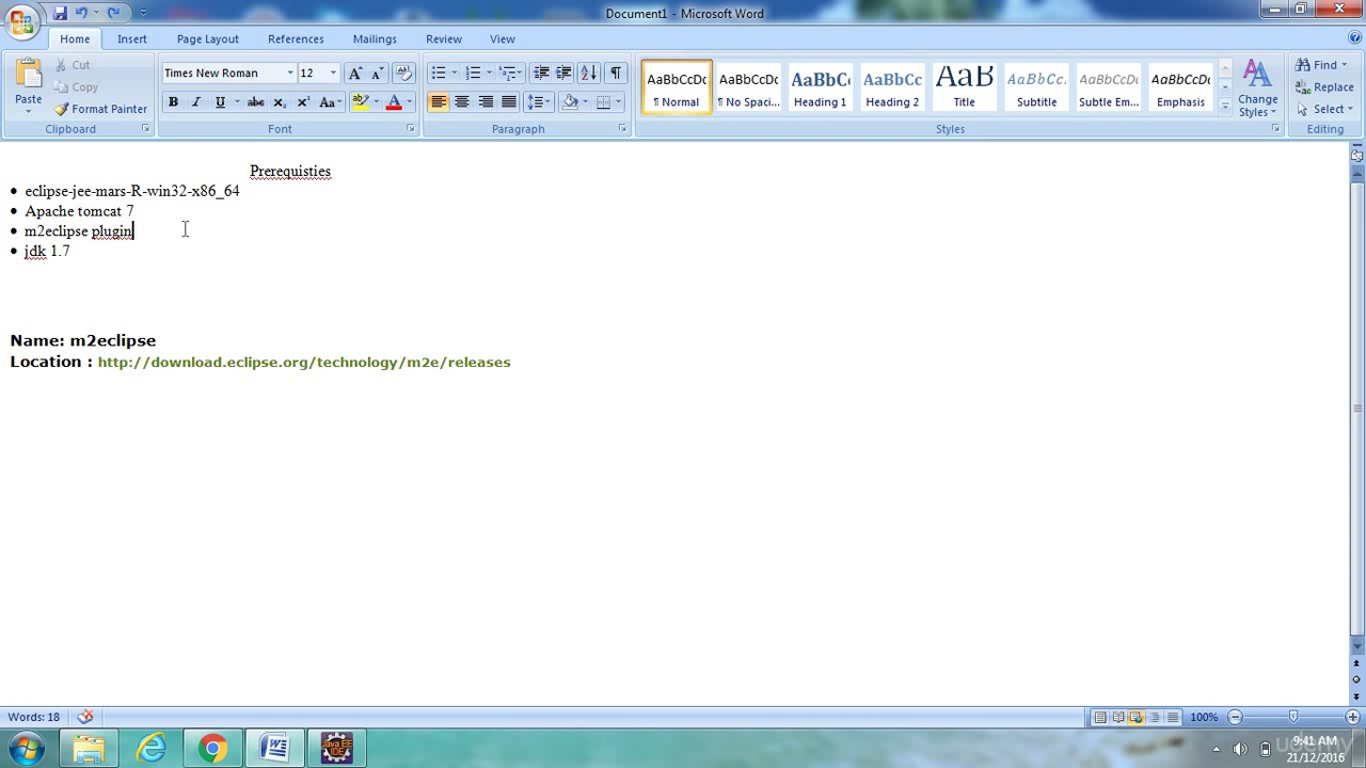 Document1 - Microsoft Word
Home Insert Page Layout References Mailings Review View
Paste
Cut
Copy
Format Painter
Clipboard
Times New Roman 12
Font
Paragraph
AaBbCcDc AaBbCcDc AaBbC AaBbCc AaB AaBbCc. AaBbCcDc AaBbCcDc
¶ Normal ¶ No Spaci... Heading 1 Heading 2 Title Subtitle Subtle Em... Emphasis
Change Styles
Styles
Find
Replace
Select
Editing
Prerequisties
• eclipse-jee-mars-R-win32-x86_64
• Apache tomcat 7
• m2eclipse plugin
• jdk 1.7
Name: m2eclipse
Location : http://download.eclipse.org/technology/m2e/releases
Words: 18
100%
Java EE
IDE
9:41 AM
21/12/2016
udemy